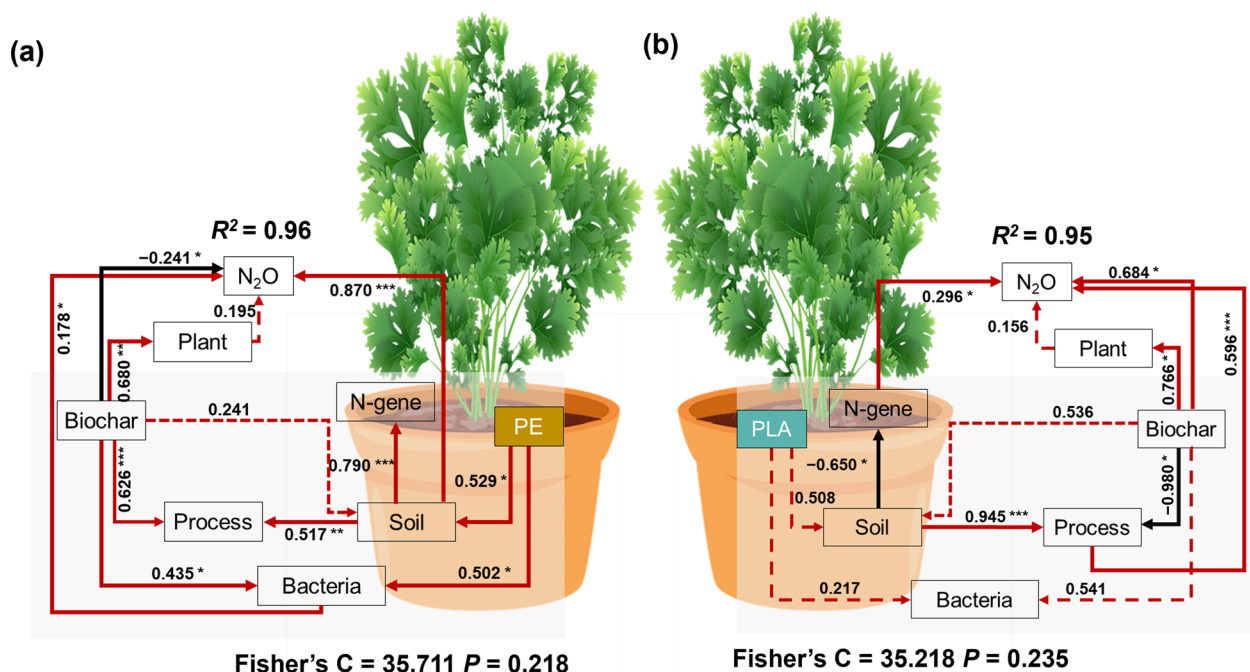 (a)
R² = 0.96
−0.241 *
N₂O
0.870 ***
0.178 *
0.195
Plant
0.680 **
Biochar
0.241
N-gene
PE
0.626 ***
0.790 ***
0.529 *
Process
0.517 **
Soil
0.435 *
Bacteria
0.502 *
Fisher’s C = 35.711 P = 0.218
(b)
R² = 0.95
N₂O
0.684 *
0.296 *
0.156
Plant
0.596 ***
0.766 *
PLA
N-gene
0.536
Biochar
−0.650 *
−0.980 *
0.508
Soil
0.945 ***
Process
0.217
Bacteria
0.541
Fisher’s C = 35.218 P = 0.235